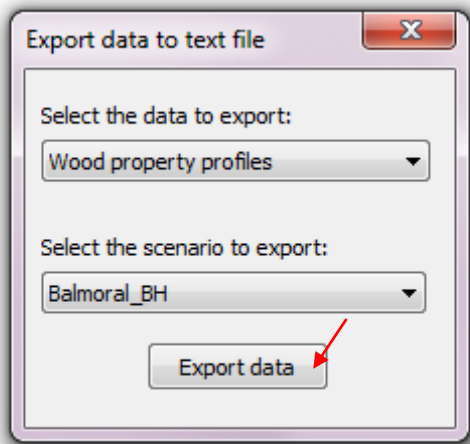 Export data to text file
Select the data to export:
Wood property profiles
Select the scenario to export:
Balmoral_BH
Export data